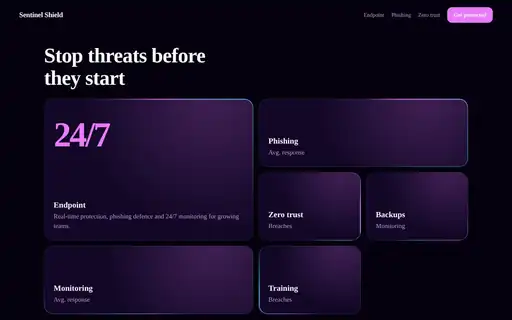 Sentinel Shield
Endpoint
Phishing
Zero trust
Get protected
Stop threats before
they start
24/7
Endpoint
Real-time protection, phishing defence and 24/7 monitoring for growing
teams.
Phishing
Avg. response
Zero trust
Breaches
Backups
Monitoring
Monitoring
Avg. response
Training
Breaches